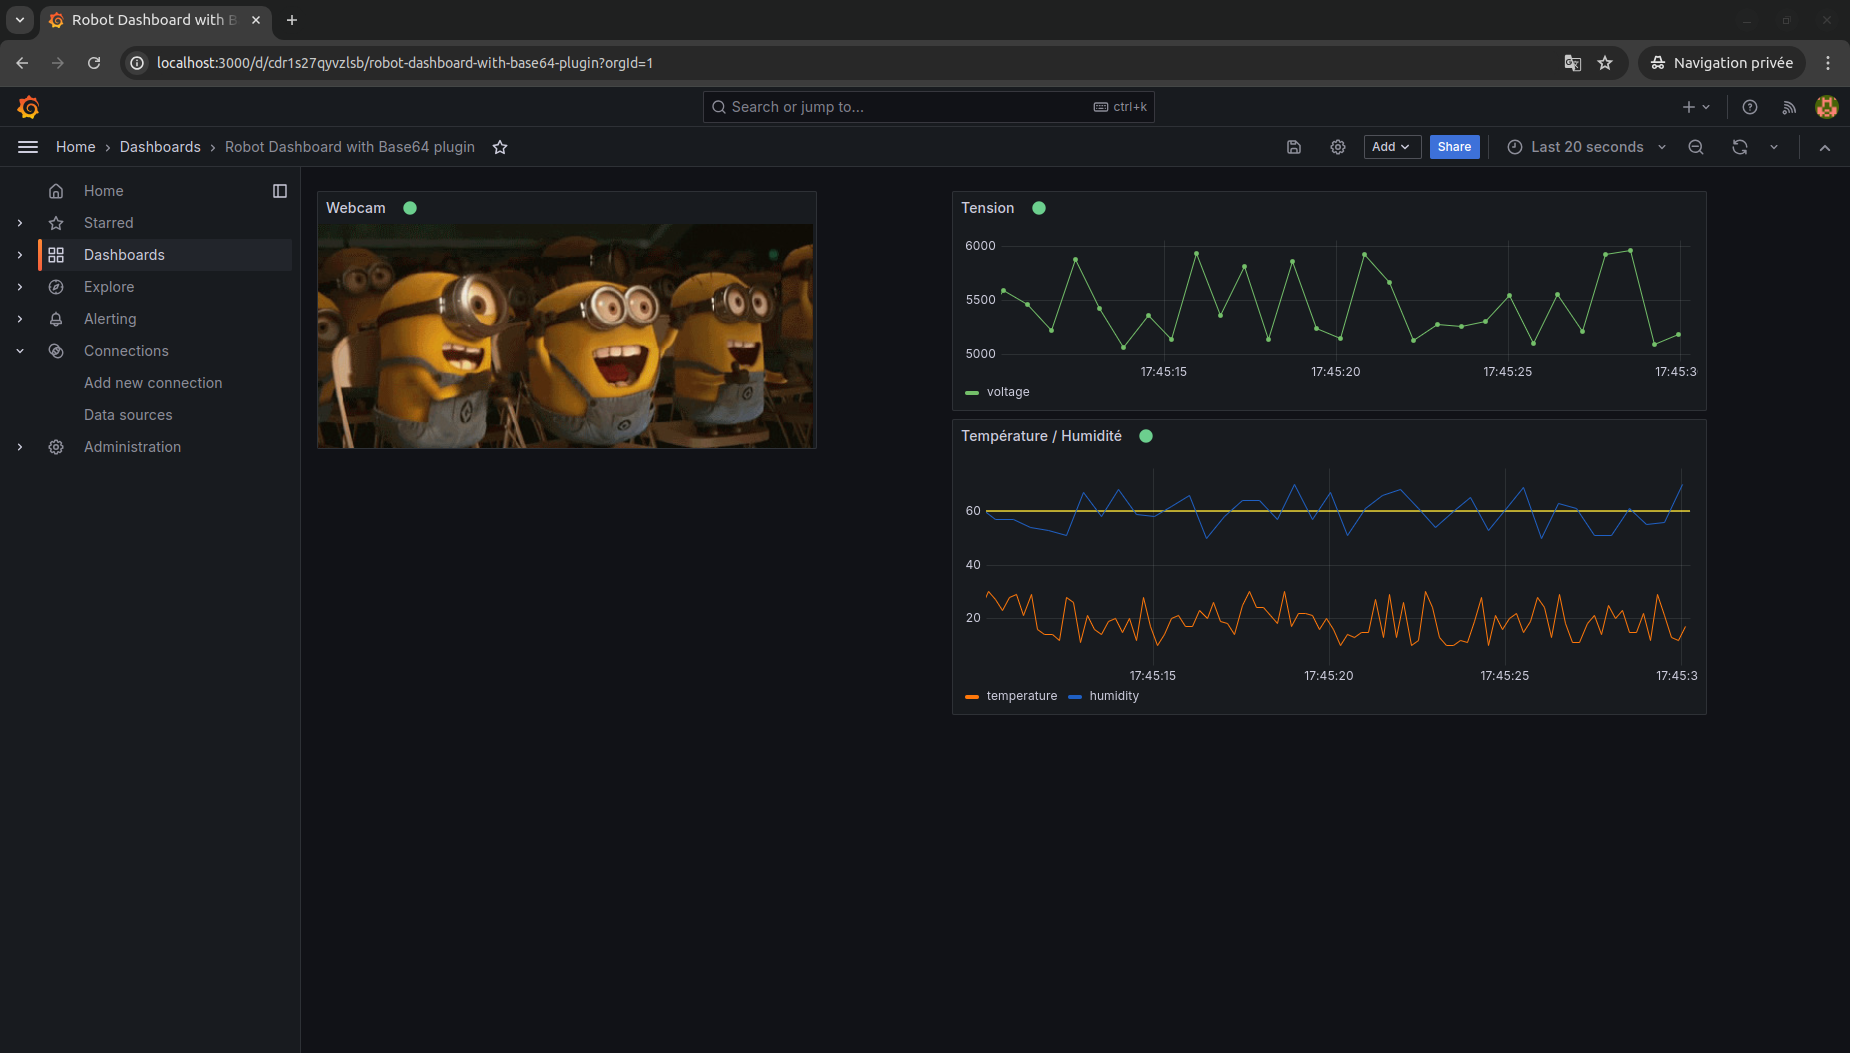 Robot Dashboard with B
localhost:3000/d/cdr1s27qyvzlsb/robot-dashboard-with-base64-plugin?orgId=1
Navigation privée
Search or jump to...
ctrl+k
Home › Dashboards › Robot Dashboard with Base64 plugin
Add
Share
Last 20 seconds
Home
Starred
Dashboards
Explore
Alerting
Connections
Add new connection
Data sources
Administration
Webcam
Tension
6000
5500
5000
17:45:15 17:45:20 17:45:25 17:45:3
voltage
Température / Humidité
60
40
20
17:45:15 17:45:20 17:45:25 17:45:3
temperature humidity